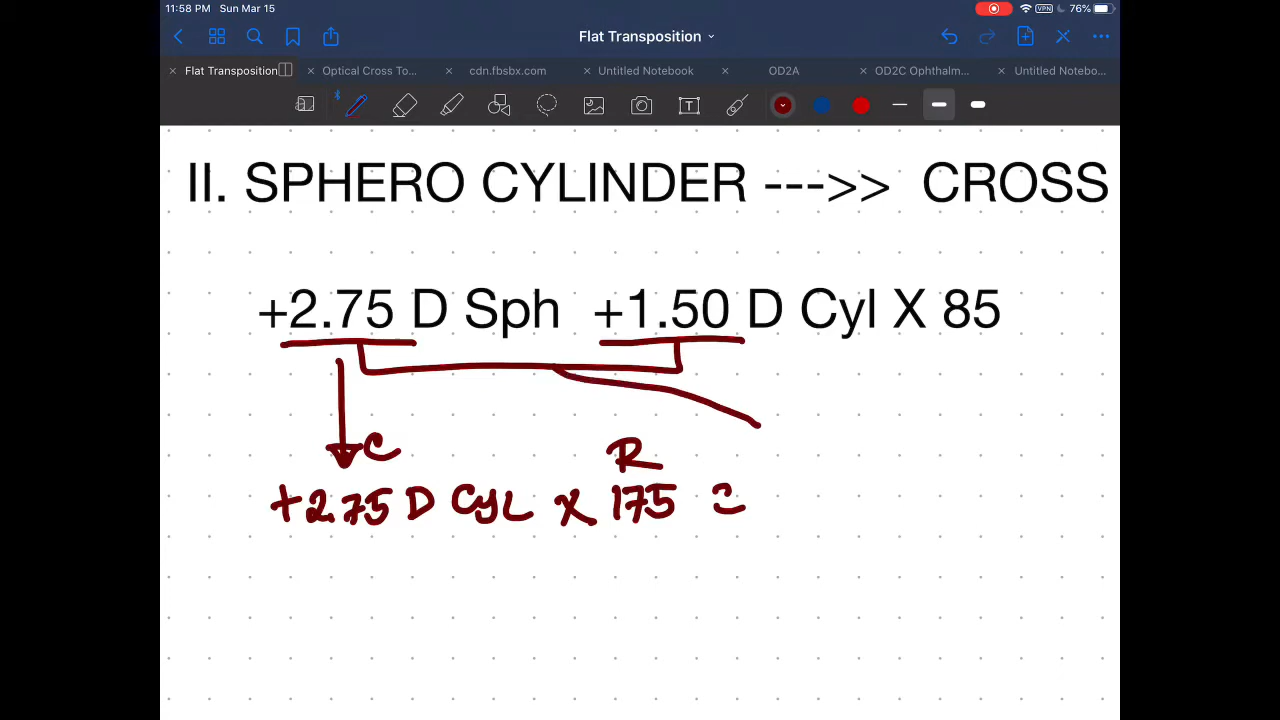 11:58 PM Sun Mar 15 VPN 76%
Flat Transposition
Flat Transposition Optical Cross To... cdn.fbsbx.com Untitled Notebook OD2A OD2C Ophthalm... Untitled Notebo...
II. SPHERO CYLINDER --->> CROSS
+2.75 D Sph +1.50 D Cyl X 85
C R
+2.75 D CyL X 175